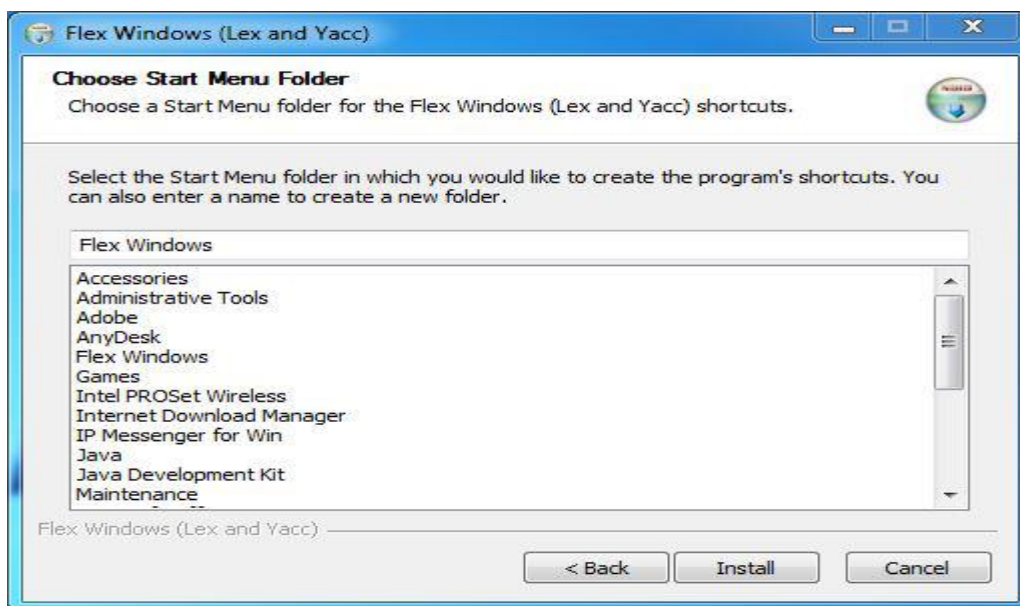 Flex Windows (Lex and Yacc)
Choose Start Menu Folder
Choose a Start Menu folder for the Flex Windows (Lex and Yacc) shortcuts.
Select the Start Menu folder in which you would like to create the program's shortcuts. You
can also enter a name to create a new folder.
Flex Windows
Accessories
Administrative Tools
Adobe
AnyDesk
Flex Windows
Games
Intel PROSet Wireless
Internet Download Manager
IP Messenger for Win
Java
Java Development Kit
Maintenance
Flex Windows (Lex and Yacc)
< Back
Install
Cancel